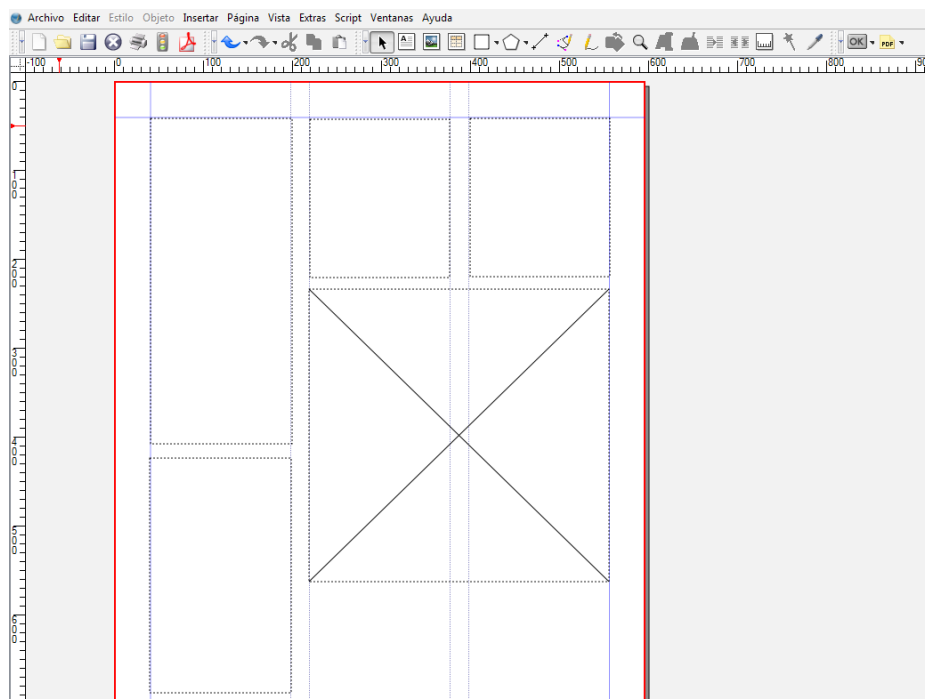 Archivo Editar Estilo Objeto Insertar Página Vista Extras Script Ventanas Ayuda
A OK PDF
-100 0 100 200 300 400 500 600 700 800 90
0
100
200
300
400
500
600